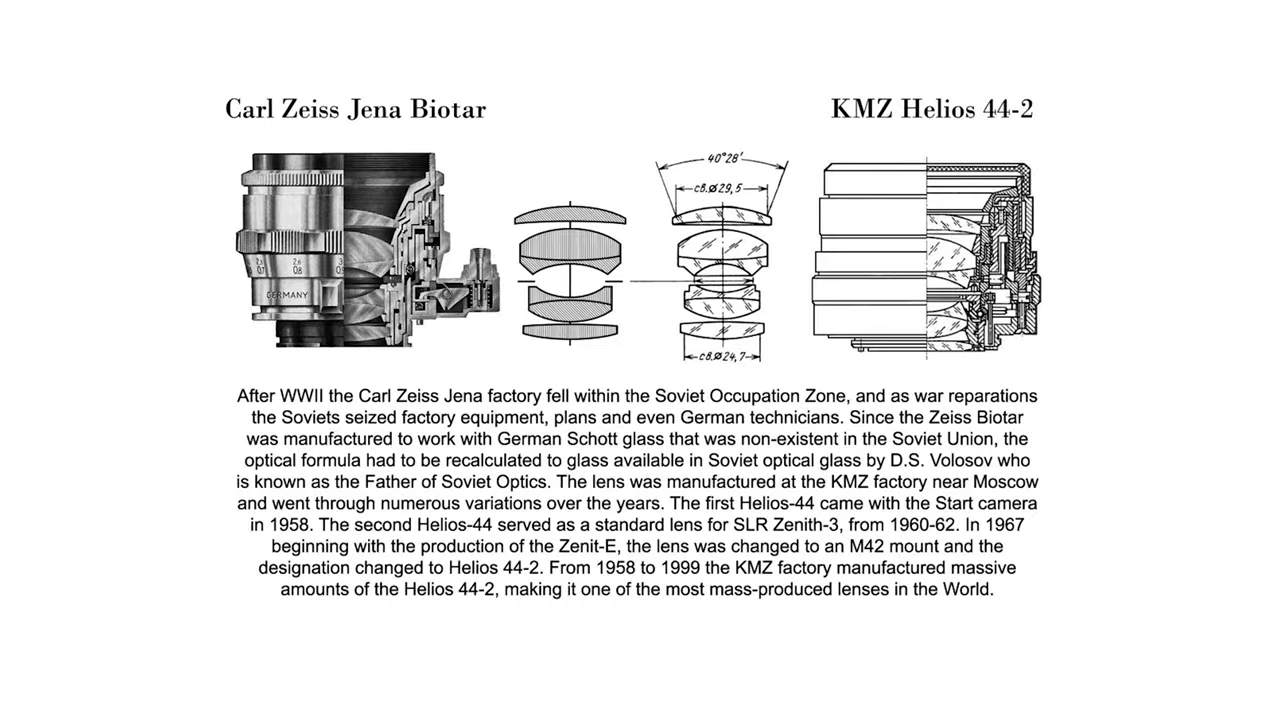 Carl Zeiss Jena Biotar
KMZ Helios 44-2
40°28'
св.⌀29,5
2,3 2,6 3
0,7 0,8 0,9
GERMANY
св.⌀24,7
After WWII the Carl Zeiss Jena factory fell within the Soviet Occupation Zone, and as war reparations
the Soviets seized factory equipment, plans and even German technicians. Since the Zeiss Biotar
was manufactured to work with German Schott glass that was non-existent in the Soviet Union, the
optical formula had to be recalculated to glass available in Soviet optical glass by D.S. Volosov who
is known as the Father of Soviet Optics. The lens was manufactured at the KMZ factory near Moscow
and went through numerous variations over the years. The first Helios-44 came with the Start camera
in 1958. The second Helios-44 served as a standard lens for SLR Zenith-3, from 1960-62. In 1967
beginning with the production of the Zenit-E, the lens was changed to an M42 mount and the
designation changed to Helios 44-2. From 1958 to 1999 the KMZ factory manufactured massive
amounts of the Helios 44-2, making it one of the most mass-produced lenses in the World.